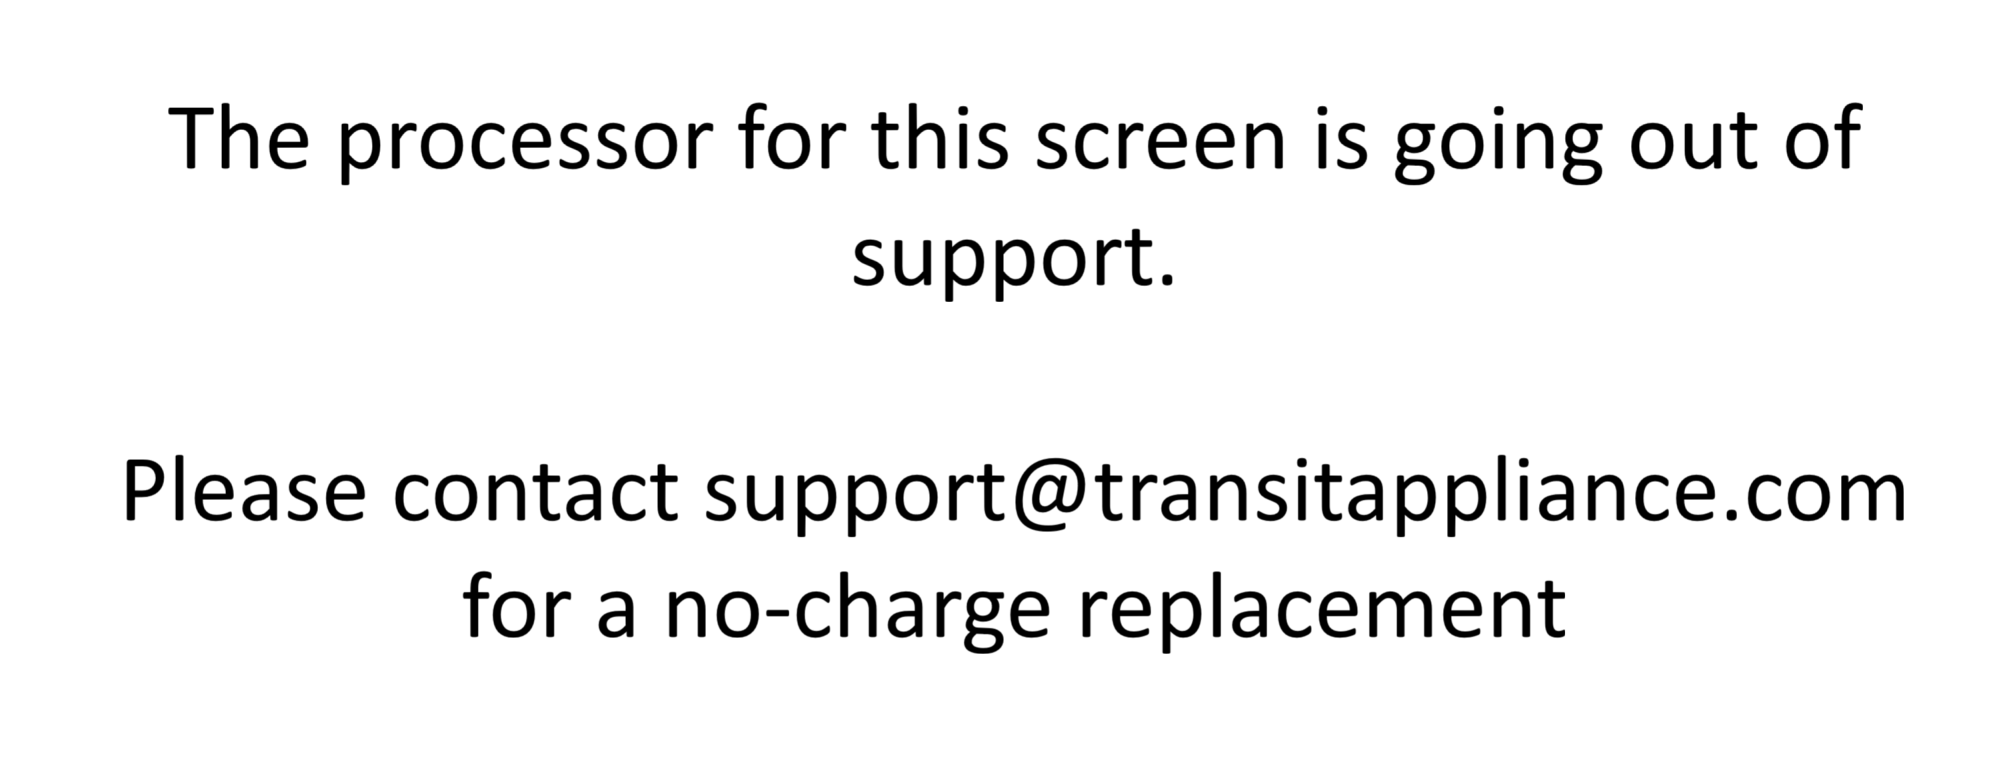 The processor for this screen is going out of
support.
Please contact support@transitappliance.com
for a no-charge replacement